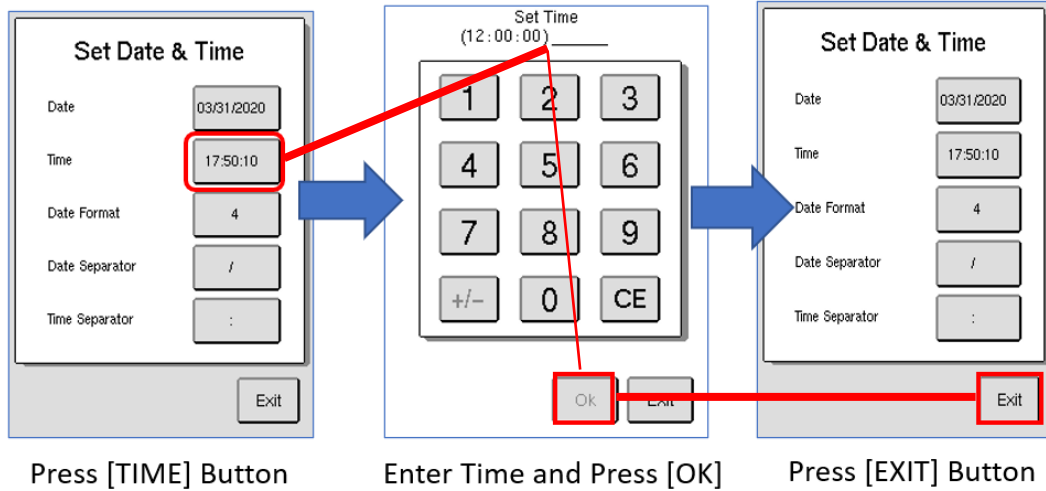 Set Date & Time
Date 03/31/2020
Time 17:50:10
Date Format 4
Date Separator /
Time Separator :
Exit
Press [TIME] Button
Set Time
(12:00:00)______
1 2 3
4 5 6
7 8 9
+/- 0 CE
Ok Exit
Enter Time and Press [OK]
Set Date & Time
Date 03/31/2020
Time 17:50:10
Date Format 4
Date Separator /
Time Separator :
Exit
Press [EXIT] Button